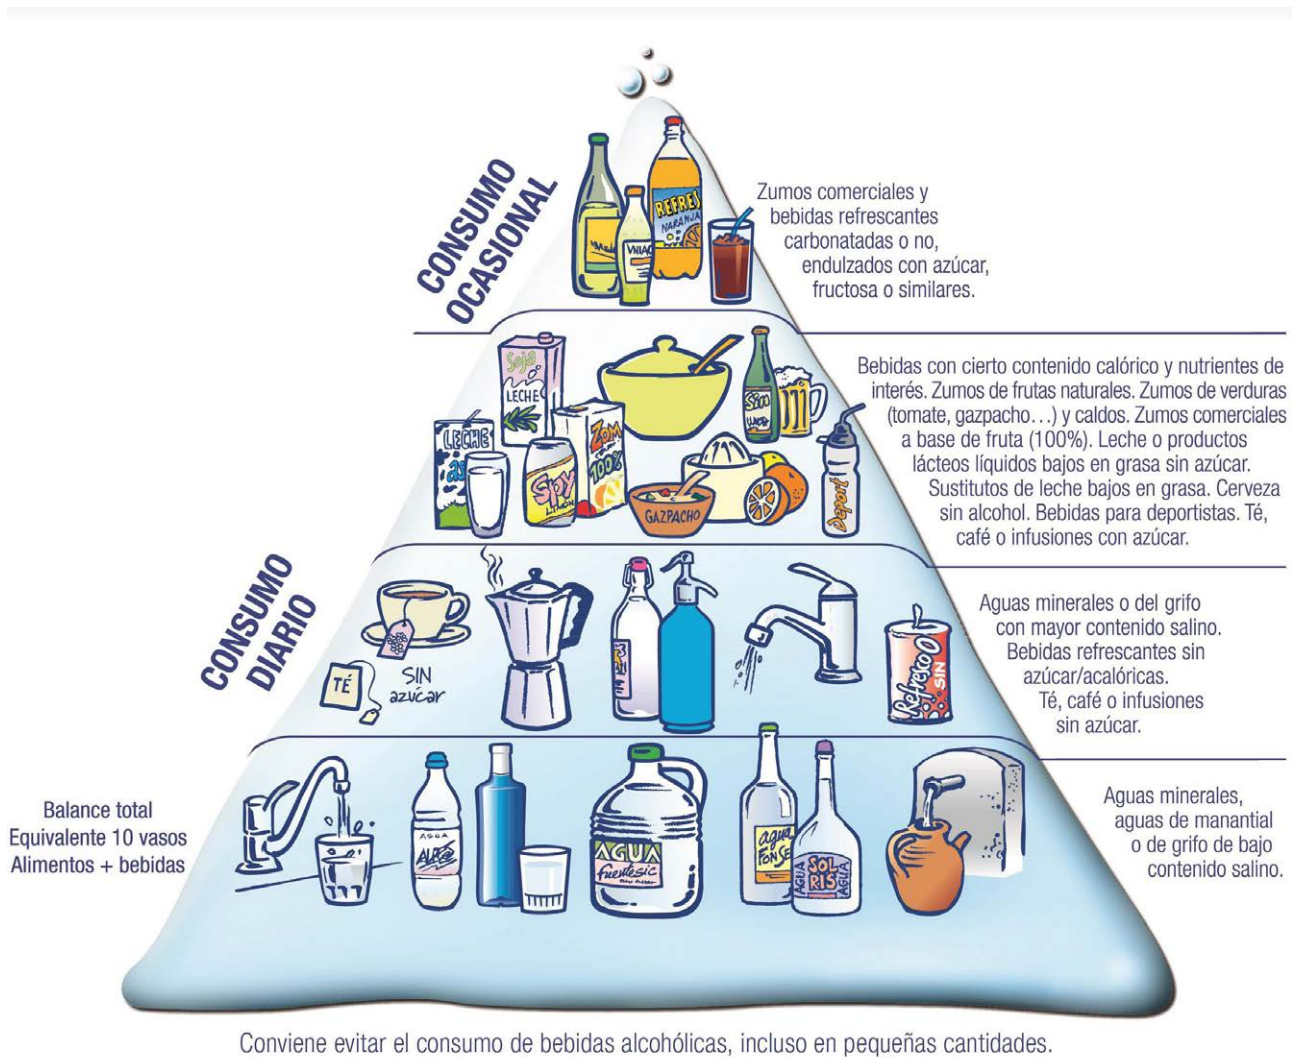 CONSUMO
OCASIONAL
REFRES
NARANJA
Zumos comerciales y
bebidas refrescantes
carbonatadas o no,
endulzados con azúcar,
fructosa o similares.
Soja
LECHE
LECHE
Spy
LIMÓN
Zom
100%
GAZPACHO
Sin
Deport
Bebidas con cierto contenido calórico y nutrientes de
interés. Zumos de frutas naturales. Zumos de verduras
(tomate, gazpacho...) y caldos. Zumos comerciales
a base de fruta (100%). Leche o productos
lácteos líquidos bajos en grasa sin azúcar.
Sustitutos de leche bajos en grasa. Cerveza
sin alcohol. Bebidas para deportistas. Té,
café o infusiones con azúcar.
CONSUMO
DIARIO
TÉ
SIN
azúcar
Refresco
SIN
Aguas minerales o del grifo
con mayor contenido salino.
Bebidas refrescantes sin
azúcar/acalóricas.
Té, café o infusiones
sin azúcar.
Balance total
Equivalente 10 vasos
Alimentos + bebidas
AGUA
AGUA
fuentesic
agua
FONSE
AGUA
SOL
RIS
AGUA
Aguas minerales,
aguas de manantial
o de grifo de bajo
contenido salino.
Conviene evitar el consumo de bebidas alcohólicas, incluso en pequeñas cantidades.